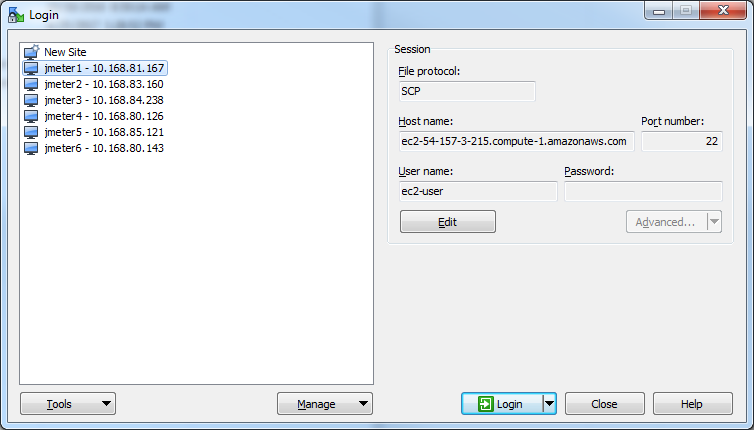 Login
New Site
jmeter1 - 10.168.81.167
jmeter2 - 10.168.83.160
jmeter3 - 10.168.84.238
jmeter4 - 10.168.80.126
jmeter5 - 10.168.85.121
jmeter6 - 10.168.80.143
Session
File protocol:
SCP
Host name: Port number:
ec2-54-157-3-215.compute-1.amazonaws.com 22
User name: Password:
ec2-user
Edit Advanced...
Tools Manage Login Close Help